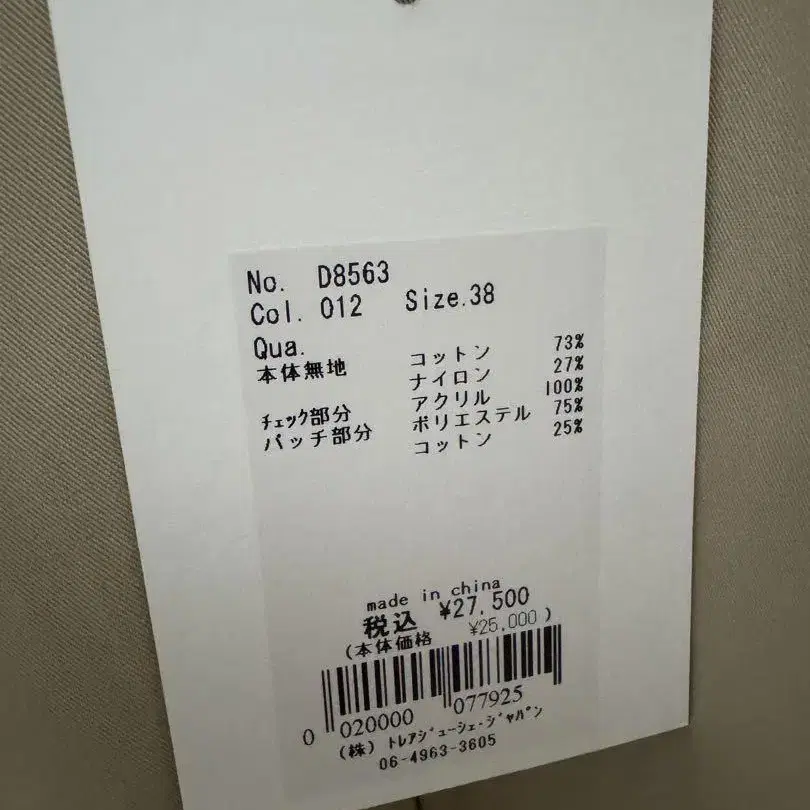 No. D8563
Col. 012 Size.38
Qua.
本体無地 コットン 73%
ナイロン 27%
チェック部分 アクリル 100%
パッチ部分 ポリエステル 75%
コットン 25%
made in china
税込 ¥27,500
(本体価格 ¥25,000)
0 020000 077925
(株) トレアジューシェ・ジャパン
06-4963-3605